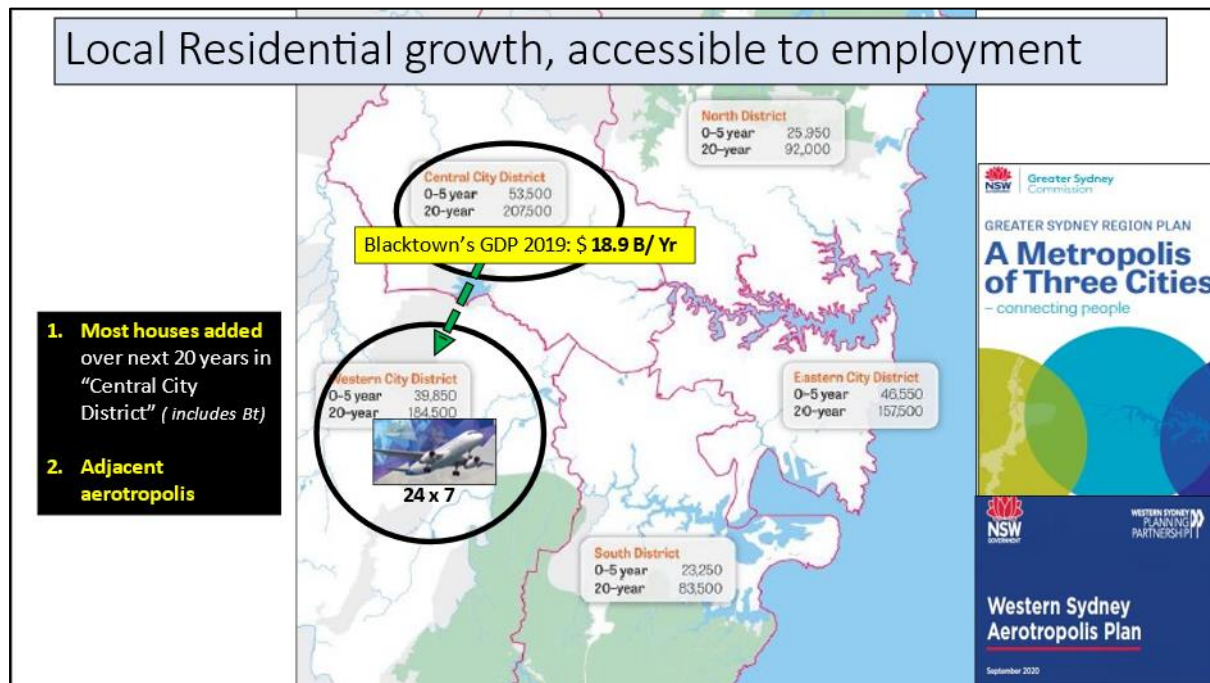 Local Residential growth, accessible to employment
North District
0–5 year 25,950
20–year 92,000
Central City District
0–5 year 53,500
20–year 207,500
Blacktown's GDP 2019: $ 18.9 B/ Yr
1. Most houses added
over next 20 years in
“Central City
District” ( includes Bt)
2. Adjacent
aerotropolis
Western City District
0–5 year 39,850
20–year 184,500
24 x 7
Eastern City District
0–5 year 46,550
20–year 157,500
South District
0–5 year 23,250
20–year 83,500
NSW
GOVERNMENT
Greater Sydney
Commission
GREATER SYDNEY REGION PLAN
A Metropolis
of Three Cities
– connecting people
NSW
GOVERNMENT
WESTERN SYDNEY
PLANNING
PARTNERSHIP
Western Sydney
Aerotropolis Plan
September 2020